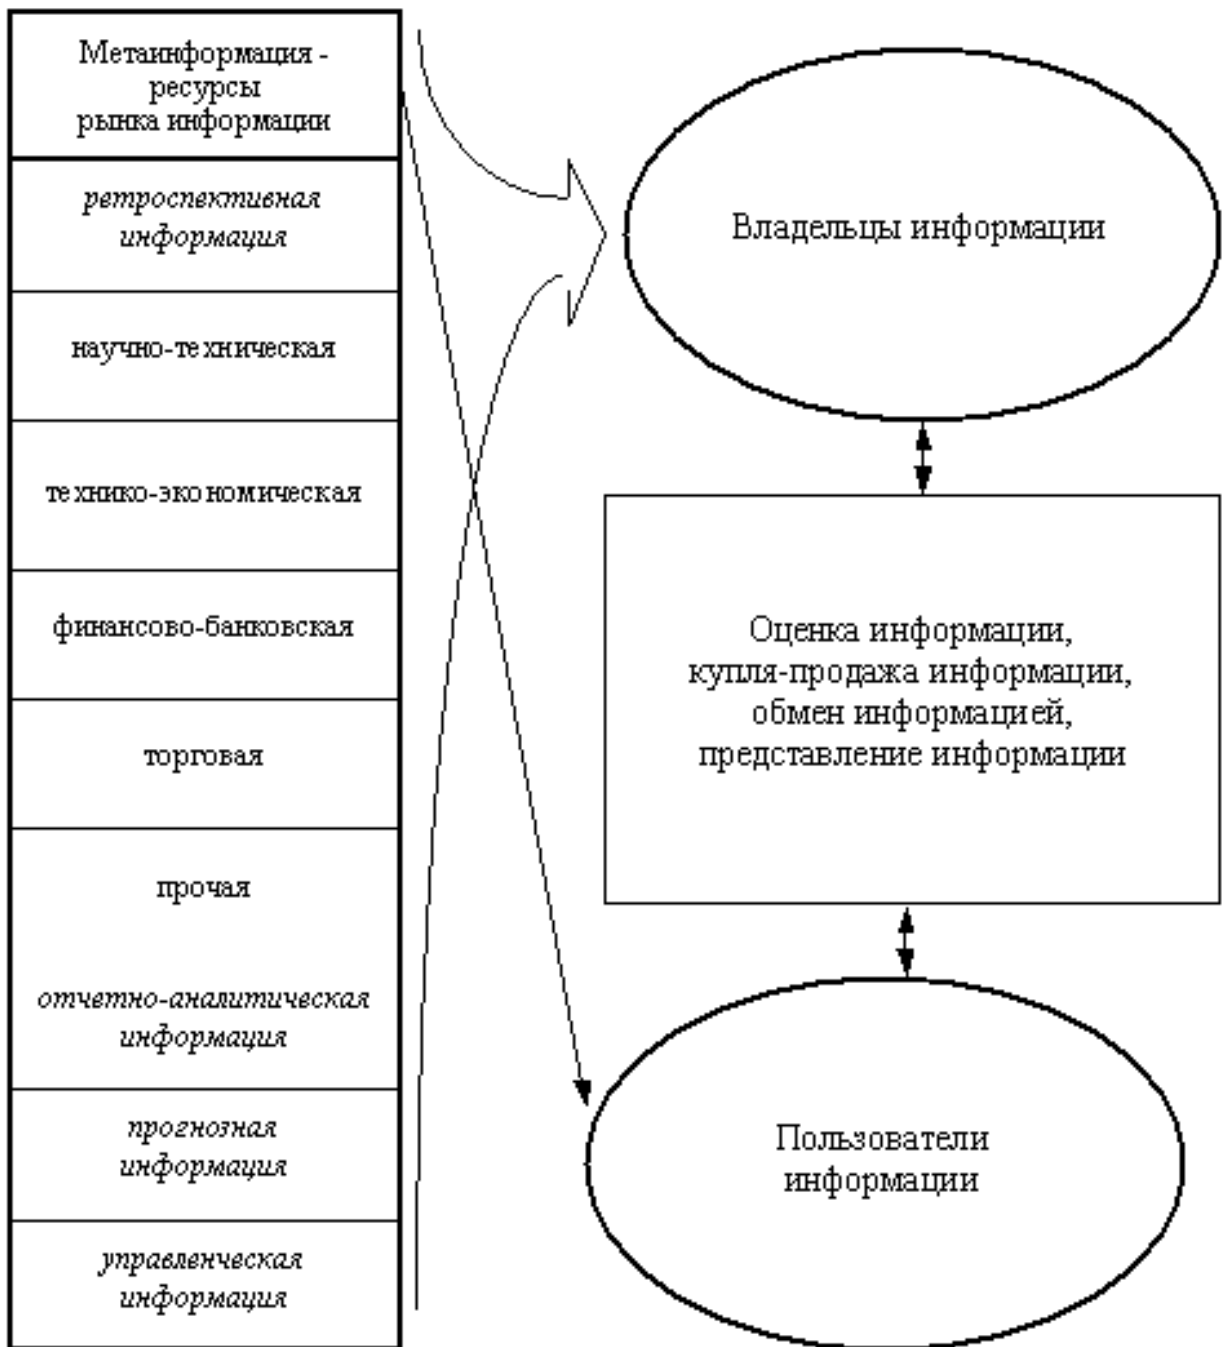 Метаинформация -
ресурсы
рынка информации
ретроспективная
информация
научно-техническая
технико-экономическая
финансово-банковская
торговая
прочая
отчетно-аналитическая
информация
прогнозная
информация
управленческая
информация
Владельцы информации
Оценка информации,
купля-продажа информации,
обмен информацией,
представление информации
Пользователи
информации